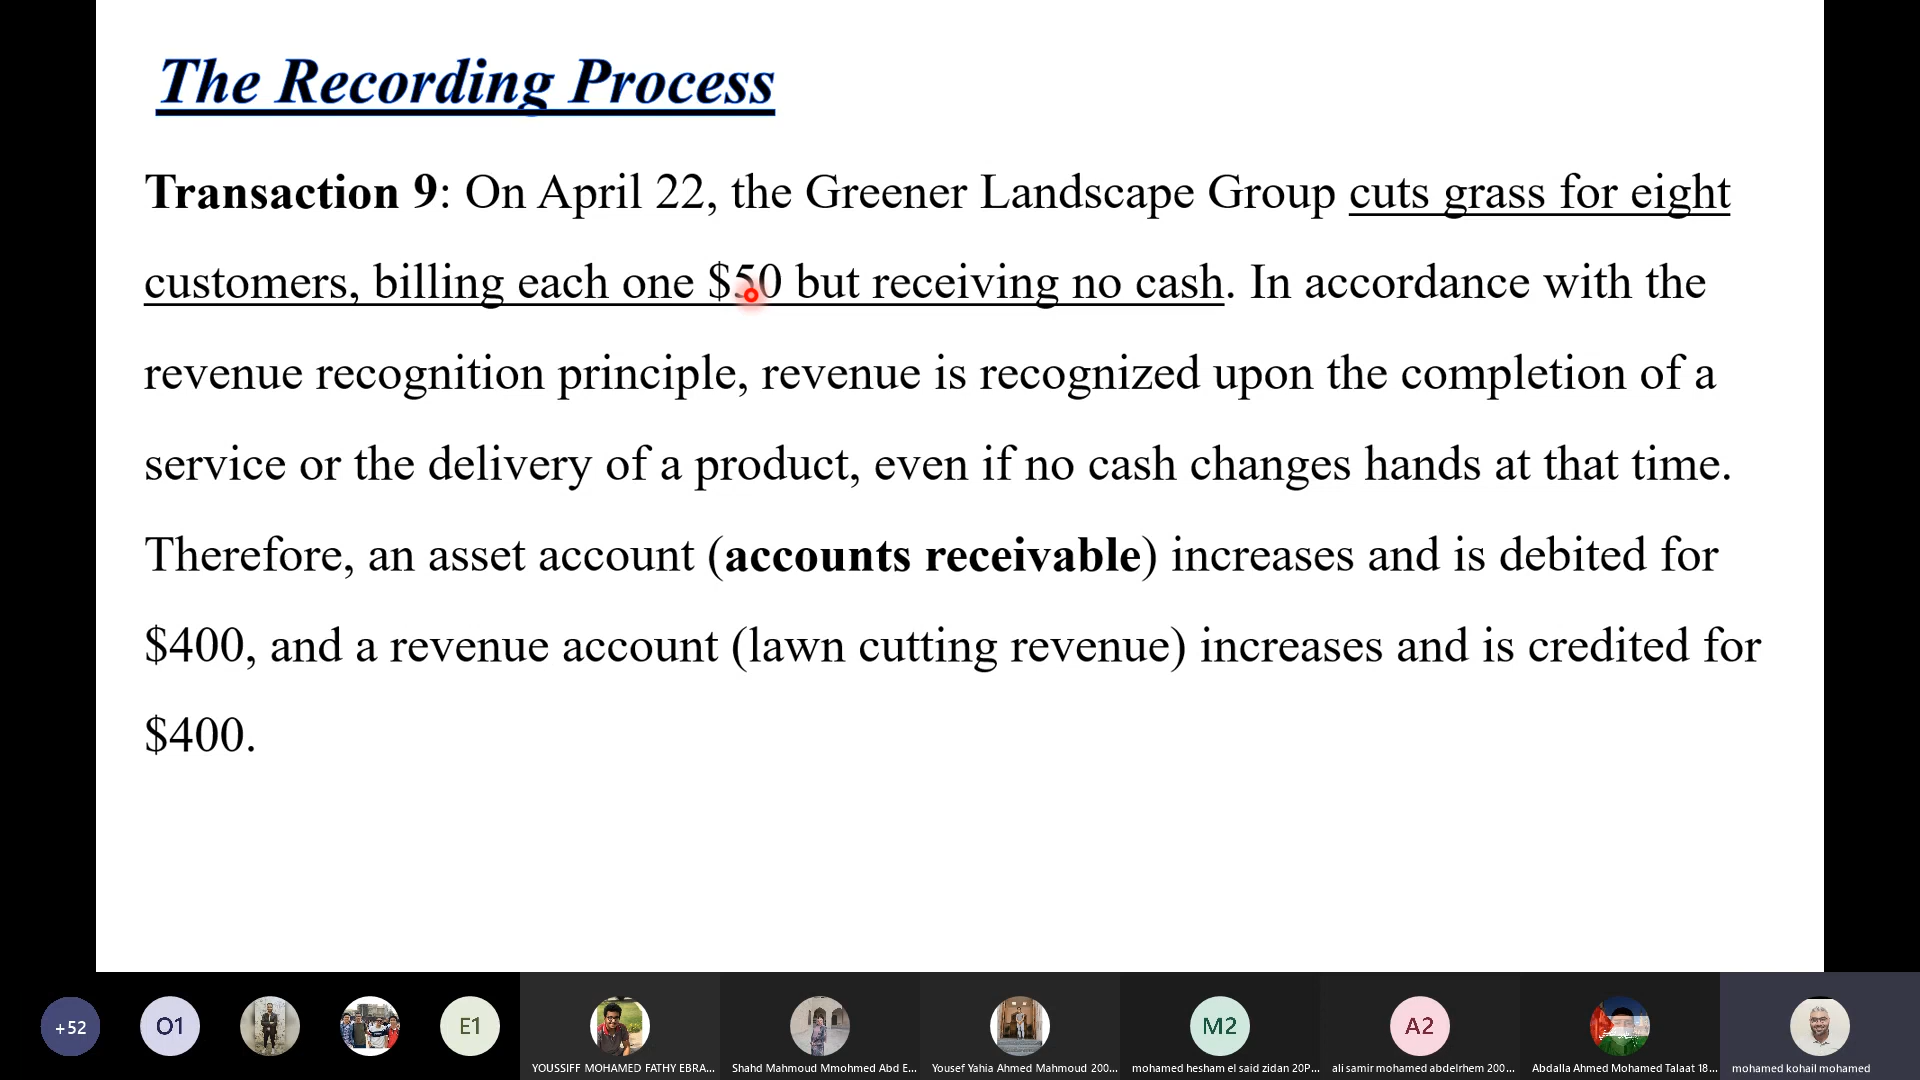 The Recording Process
Transaction 9: On April 22, the Greener Landscape Group cuts grass for eight
customers, billing each one $50 but receiving no cash. In accordance with the
revenue recognition principle, revenue is recognized upon the completion of a
service or the delivery of a product, even if no cash changes hands at that time.
Therefore, an asset account (accounts receivable) increases and is debited for
$400, and a revenue account (lawn cutting revenue) increases and is credited for
$400.
+52
O1
E1
M2
A2
YOUSSIFF MOHAMED FATHY EBRA...
Shahd Mahmoud Mmohmed Abd E...
Yousef Yahia Ahmed Mahmoud 200...
mohamed hesham el said zidan 20P...
ali samir mohamed abdelrhem 200...
Abdalla Ahmed Mohamed Talaat 18...
mohamed kohail mohamed